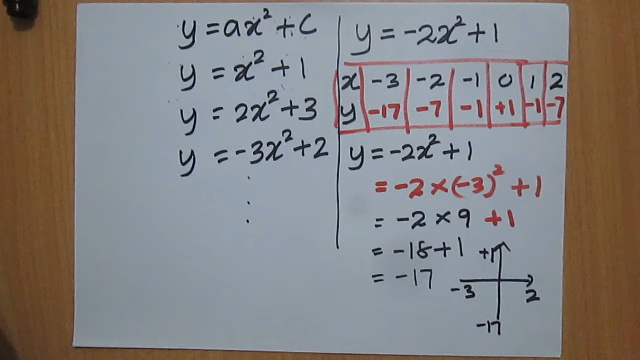 y = ax² + C
y = x² + 1
y = 2x² + 3
y = -3x² + 2
y = -2x² + 1
x -3 -2 -1 0 1 2
y -17 -7 -1 +1 -1 -7
y = -2x² + 1
= -2 × (-3)² + 1
= -2 × 9 + 1
= -18 + 1
= -17
+1
-3 2
-17